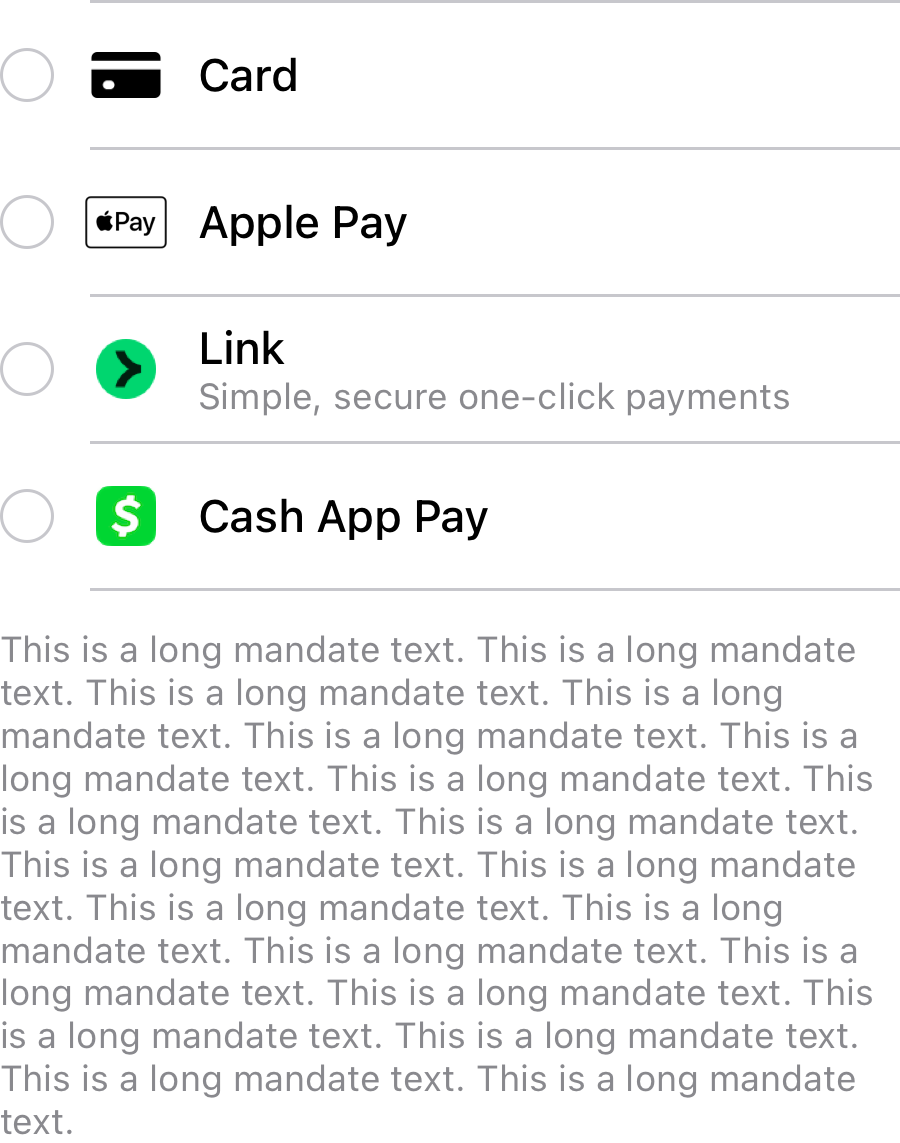 Card
Pay
Apple Pay
Link
Simple, secure one-click payments
$
Cash App Pay
This is a long mandate text. This is a long mandate
text. This is a long mandate text. This is a long
mandate text. This is a long mandate text. This is a
long mandate text. This is a long mandate text. This
is a long mandate text. This is a long mandate text.
This is a long mandate text. This is a long mandate
text. This is a long mandate text. This is a long
mandate text. This is a long mandate text. This is a
long mandate text. This is a long mandate text. This
is a long mandate text. This is a long mandate text.
This is a long mandate text. This is a long mandate
text.